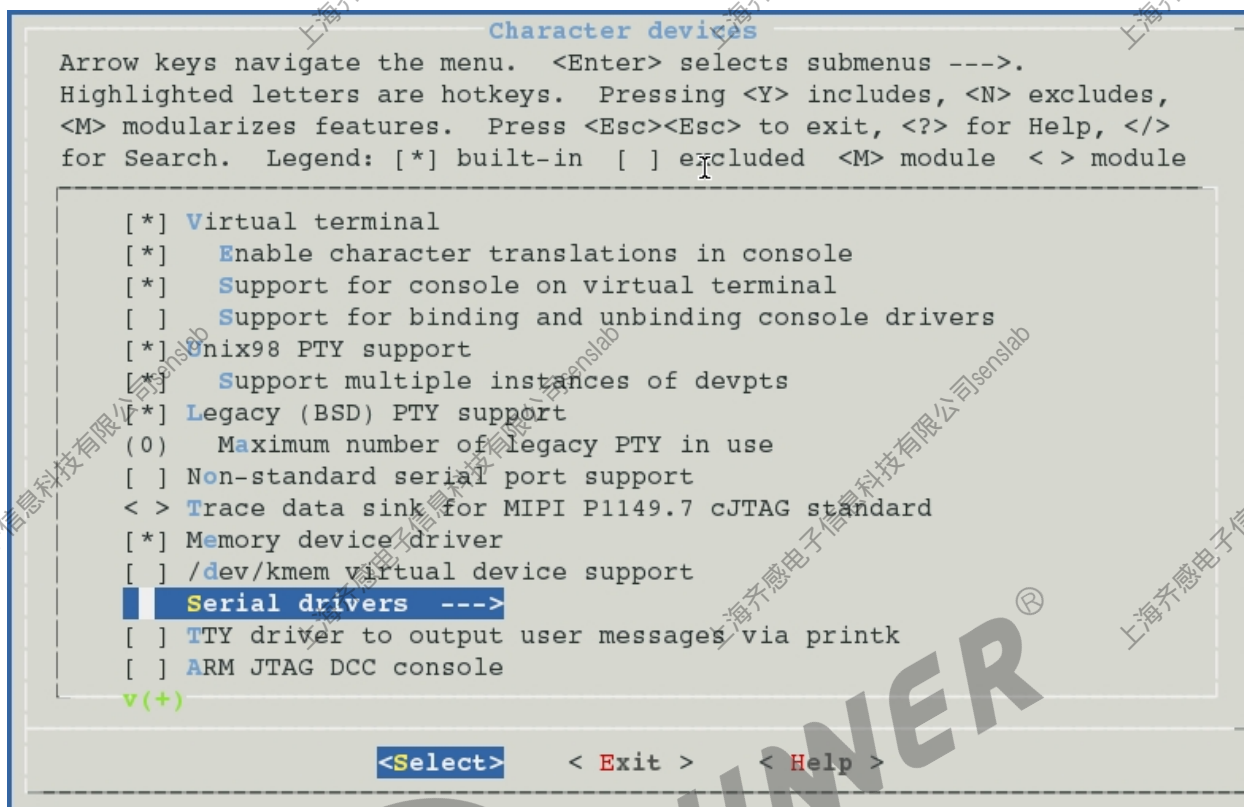 Character devices
Arrow keys navigate the menu.  <Enter> selects submenus --->.
Highlighted letters are hotkeys.  Pressing <Y> includes, <N> excludes,
<M> modularizes features.  Press <Esc><Esc> to exit, <?> for Help, </>
for Search.  Legend: [*] built-in  [ ] excluded  <M> module  < > module
[*] Virtual terminal
[*]   Enable character translations in console
[*]   Support for console on virtual terminal
[ ]   Support for binding and unbinding console drivers
[*] Unix98 PTY support
[*]   Support multiple instances of devpts
[*] Legacy (BSD) PTY support
(0)   Maximum number of legacy PTY in use
[ ] Non-standard serial port support
< > Trace data sink for MIPI P1149.7 cJTAG standard
[*] Memory device driver
[ ] /dev/kmem virtual device support
Serial drivers  --->
[ ] TTY driver to output user messages via printk
[ ] ARM JTAG DCC console
v(+)
<Select>    < Exit >    < Help >
上海齐感电子信息科技有限公司senslab